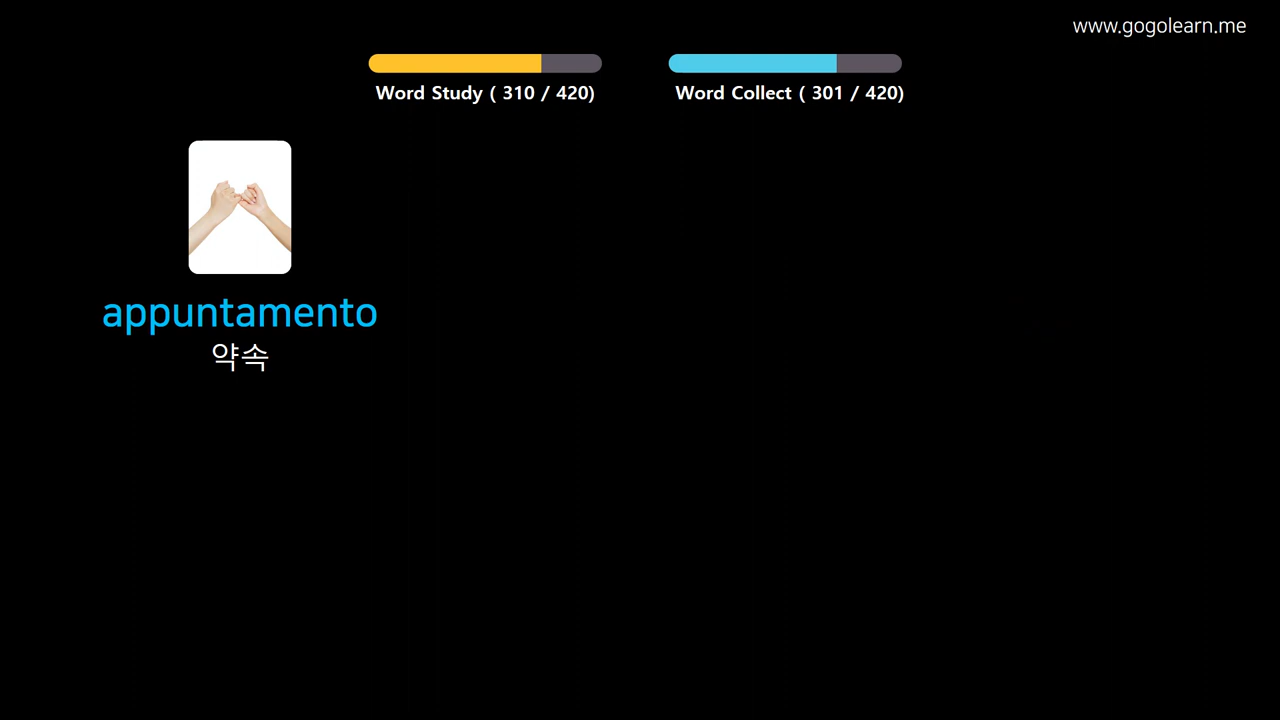 www.gogolearn.me
Word Study ( 310 / 420)
Word Collect ( 301 / 420)
appuntamento
약속